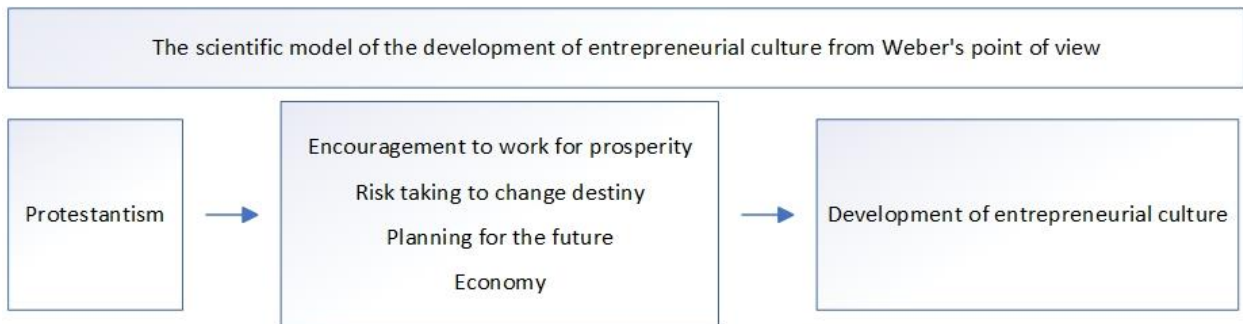 The scientific model of the development of entrepreneurial culture from Weber's point of view
Protestantism
Encouragement to work for prosperity
Risk taking to change destiny
Planning for the future
Economy
Development of entrepreneurial culture